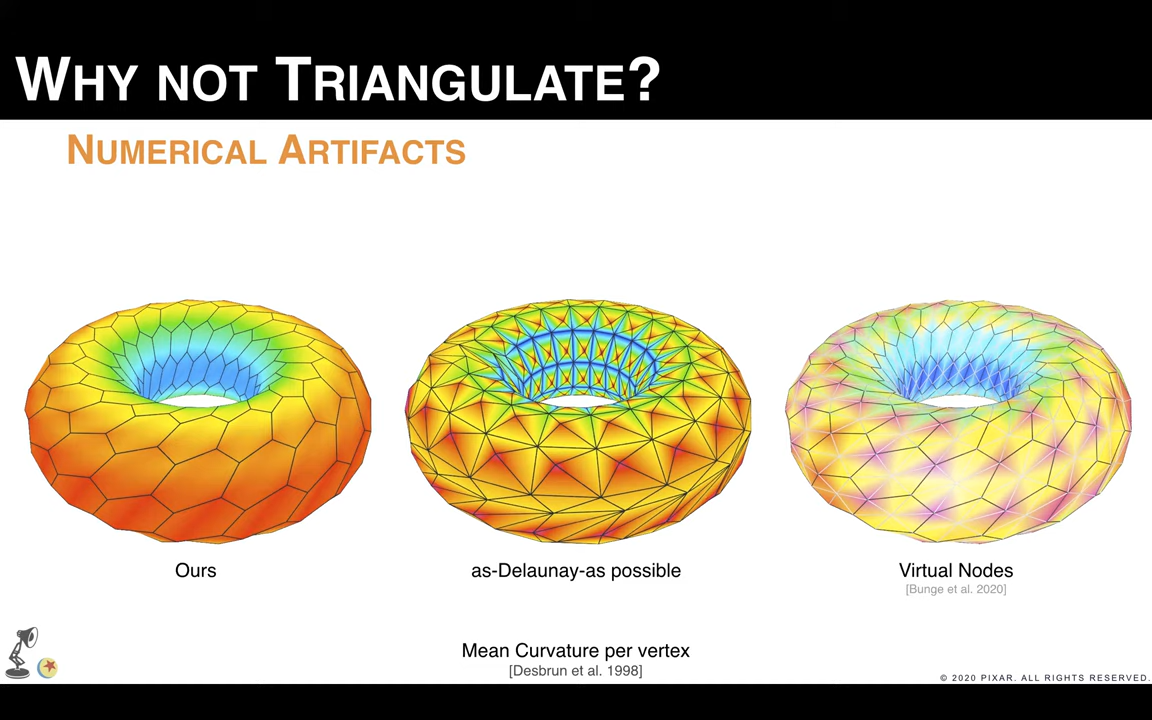 WHY NOT TRIANGULATE?
NUMERICAL ARTIFACTS
Ours
as-Delaunay-as possible
Virtual Nodes
[Bunge et al. 2020]
Mean Curvature per vertex
[Desbrun et al. 1998]
© 2020 PIXAR. ALL RIGHTS RESERVED.